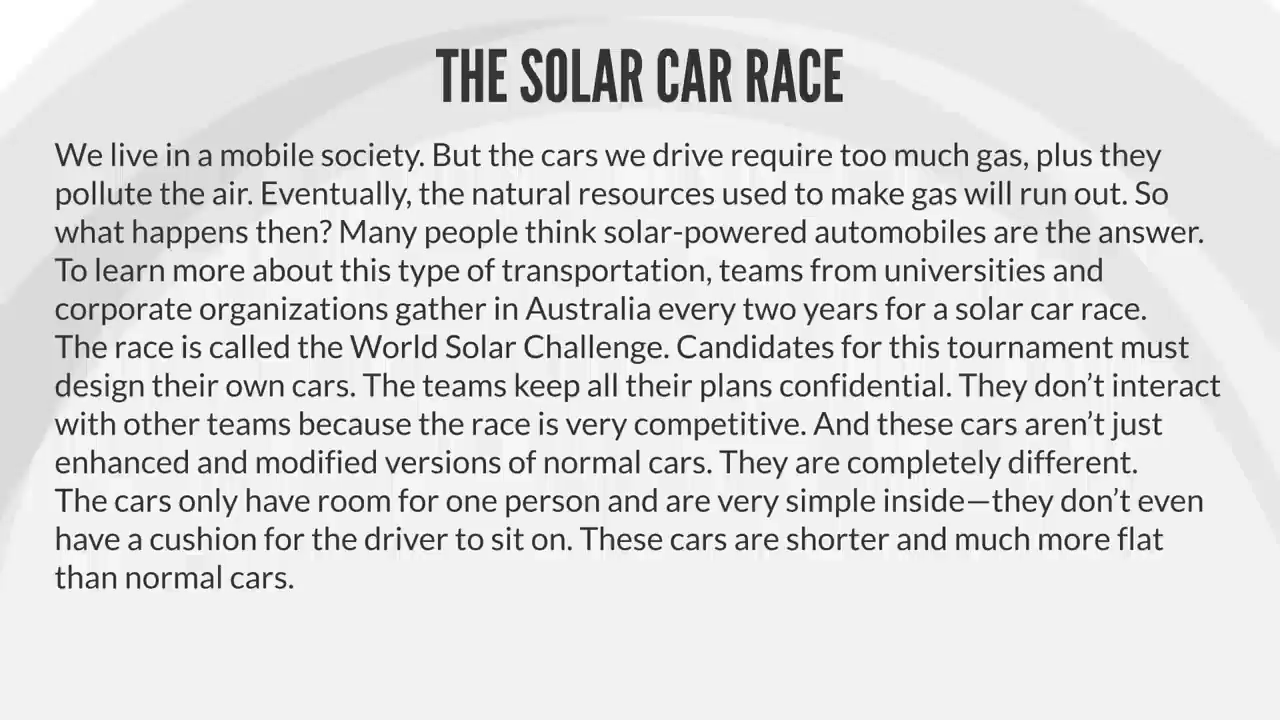 THE SOLAR CAR RACE
We live in a mobile society. But the cars we drive require too much gas, plus they
pollute the air. Eventually, the natural resources used to make gas will run out. So
what happens then? Many people think solar-powered automobiles are the answer.
To learn more about this type of transportation, teams from universities and
corporate organizations gather in Australia every two years for a solar car race.
The race is called the World Solar Challenge. Candidates for this tournament must
design their own cars. The teams keep all their plans confidential. They don’t interact
with other teams because the race is very competitive. And these cars aren’t just
enhanced and modified versions of normal cars. They are completely different.
The cars only have room for one person and are very simple inside—they don’t even
have a cushion for the driver to sit on. These cars are shorter and much more flat
than normal cars.